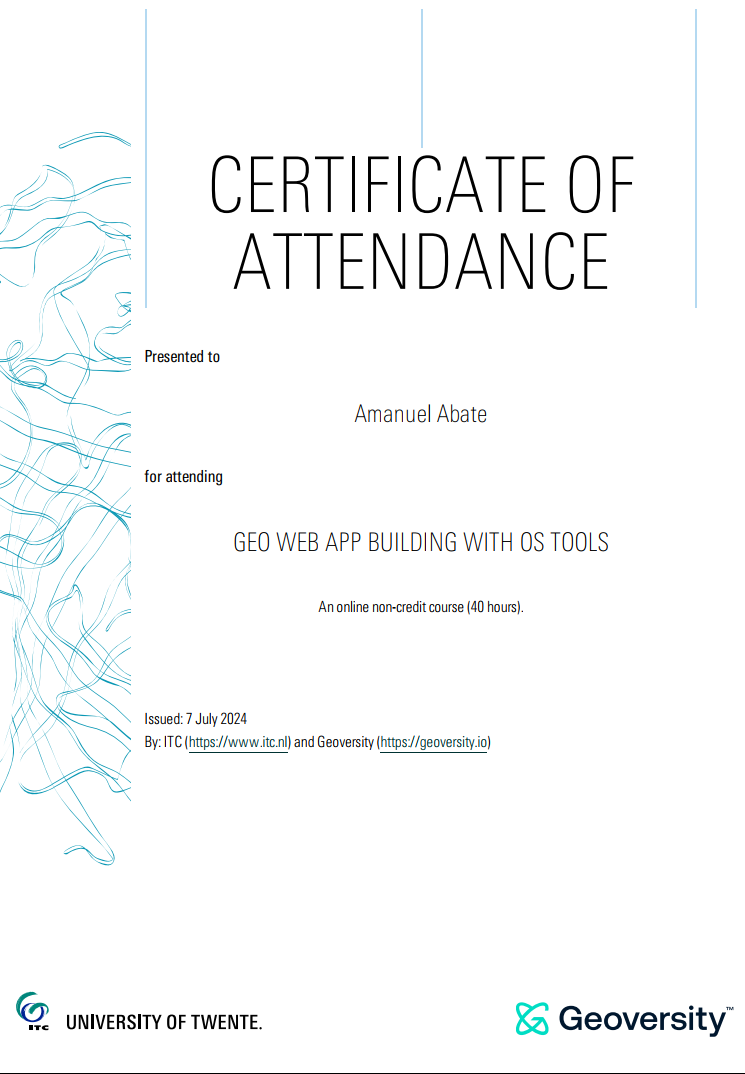 CERTIFICATE OF
ATTENDANCE
Presented to
Amanuel Abate
for attending
GEO WEB APP BUILDING WITH OS TOOLS
An online non-credit course (40 hours).
Issued: 7 July 2024
By: ITC (https://www.itc.nl) and Geoversity (https://geoversity.io)
ITC UNIVERSITY OF TWENTE.
Geoversity™